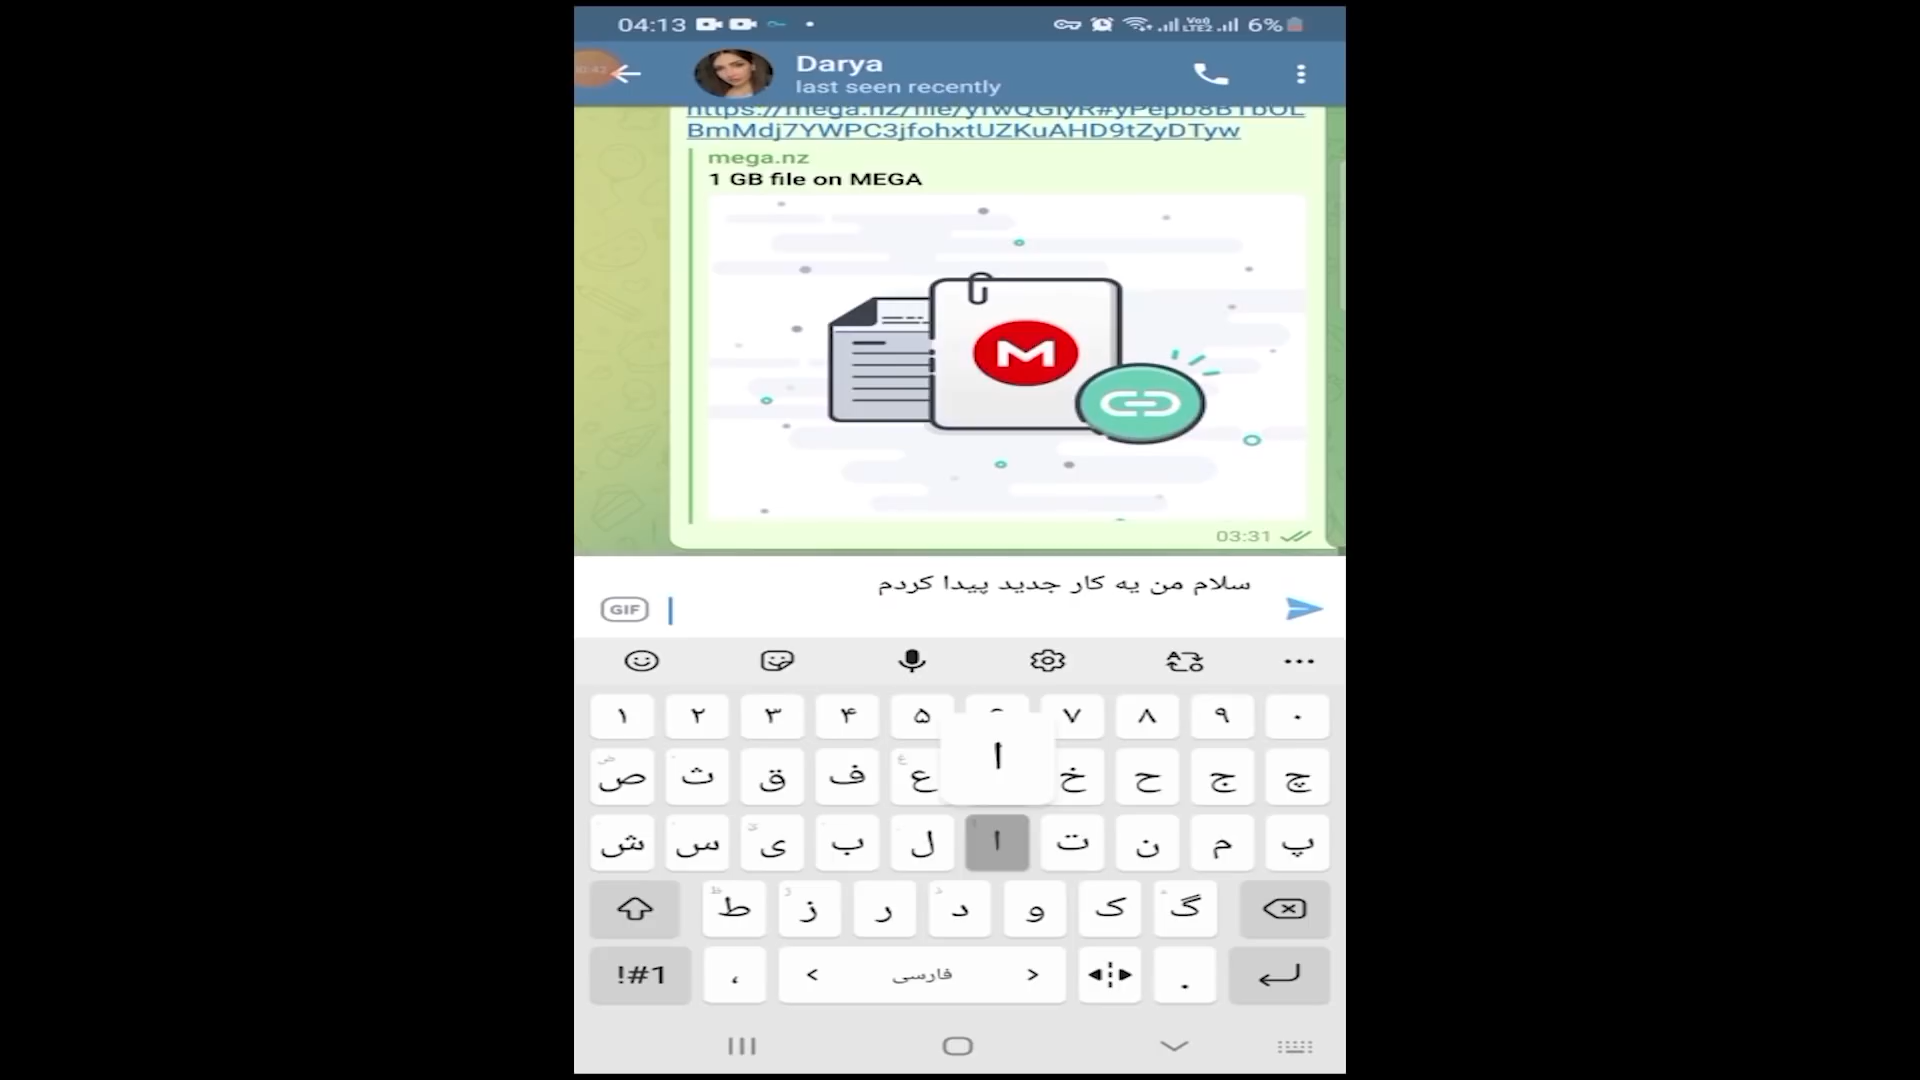 04:13
6%
Darya
last seen recently
BmMdj7YWPC3jfohxtUZKuAHD9tZyDTyw
mega.nz
1 GB file on MEGA
M
03:31
سلام من یه کار جدید پیدا کردم
GIF
۱ ۲ ۳ ۴ ۵ ۷ ۸ ۹ ۰
ا
ص ث ق ف ع خ ح ج چ
ش س ی ب ل ا ت ن م پ
ط ز ر د و ک گ
!#1 ، < فارسی > .